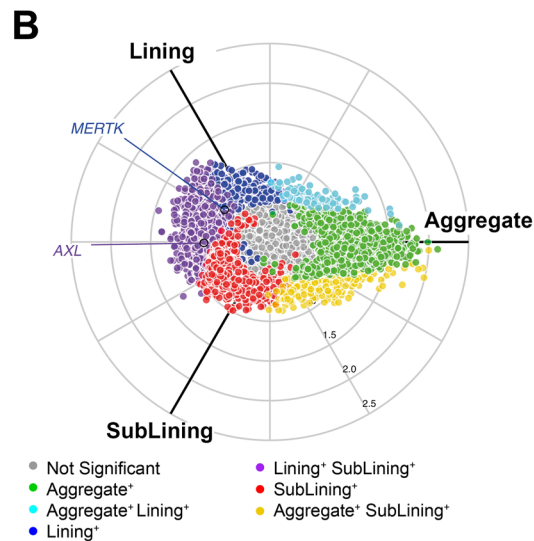 B
Lining
MERTK
Aggregate
AXL
1.5
2.0
2.5
SubLining
Not Significant
Aggregate⁺
Aggregate⁺ Lining⁺
Lining⁺
Lining⁺ SubLining⁺
SubLining⁺
Aggregate⁺ SubLining⁺